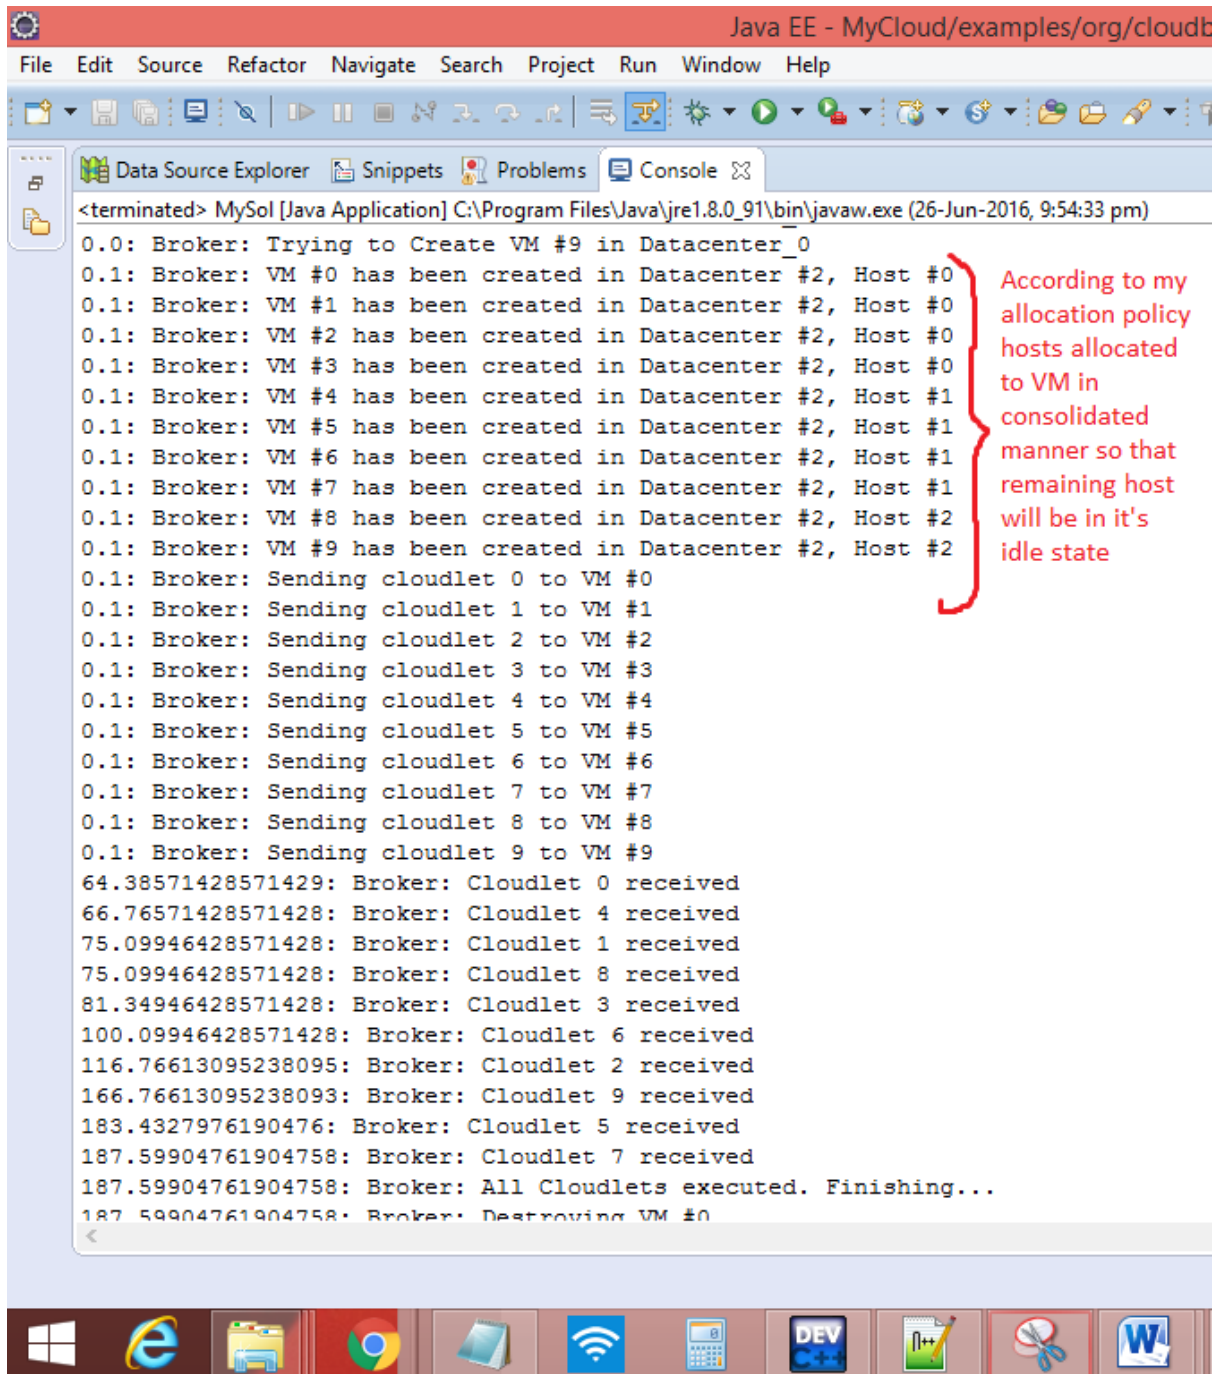 Java EE - MyCloud/examples/org/cloudb
File Edit Source Refactor Navigate Search Project Run Window Help
Data Source Explorer Snippets Problems Console
<terminated> MySol [Java Application] C:\Program Files\Java\jre1.8.0_91\bin\javaw.exe (26-Jun-2016, 9:54:33 pm)
0.0: Broker: Trying to Create VM #9 in Datacenter_0
0.1: Broker: VM #0 has been created in Datacenter #2, Host #0
0.1: Broker: VM #1 has been created in Datacenter #2, Host #0
0.1: Broker: VM #2 has been created in Datacenter #2, Host #0
0.1: Broker: VM #3 has been created in Datacenter #2, Host #0
0.1: Broker: VM #4 has been created in Datacenter #2, Host #1
0.1: Broker: VM #5 has been created in Datacenter #2, Host #1
0.1: Broker: VM #6 has been created in Datacenter #2, Host #1
0.1: Broker: VM #7 has been created in Datacenter #2, Host #1
0.1: Broker: VM #8 has been created in Datacenter #2, Host #2
0.1: Broker: VM #9 has been created in Datacenter #2, Host #2
According to my
allocation policy
hosts allocated
to VM in
consolidated
manner so that
remaining host
will be in it's
idle state
0.1: Broker: Sending cloudlet 0 to VM #0
0.1: Broker: Sending cloudlet 1 to VM #1
0.1: Broker: Sending cloudlet 2 to VM #2
0.1: Broker: Sending cloudlet 3 to VM #3
0.1: Broker: Sending cloudlet 4 to VM #4
0.1: Broker: Sending cloudlet 5 to VM #5
0.1: Broker: Sending cloudlet 6 to VM #6
0.1: Broker: Sending cloudlet 7 to VM #7
0.1: Broker: Sending cloudlet 8 to VM #8
0.1: Broker: Sending cloudlet 9 to VM #9
64.38571428571429: Broker: Cloudlet 0 received
66.76571428571428: Broker: Cloudlet 4 received
75.09946428571428: Broker: Cloudlet 1 received
75.09946428571428: Broker: Cloudlet 8 received
81.34946428571428: Broker: Cloudlet 3 received
100.09946428571428: Broker: Cloudlet 6 received
116.76613095238095: Broker: Cloudlet 2 received
166.76613095238093: Broker: Cloudlet 9 received
183.4327976190476: Broker: Cloudlet 5 received
187.59904761904758: Broker: Cloudlet 7 received
187.59904761904758: Broker: All Cloudlets executed. Finishing...
187.59904761904758: Broker: Destroying VM #0
DEV
C++
n++
W